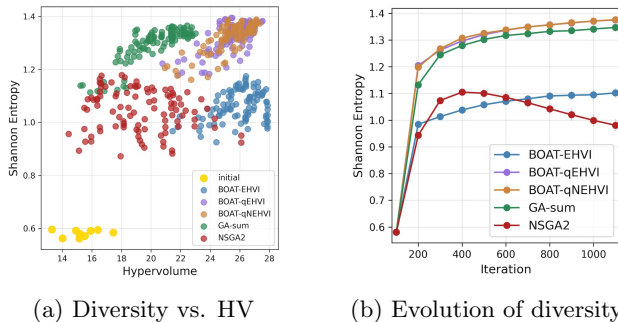 1.4
1.2
1.0
0.8
0.6
Shannon Entropy
14 16 18 20 22 24 26 28
Hypervolume
initial
BOAT-EHVI
BOAT-qEHVI
BOAT-qNEHVI
GA-sum
NSGA2
(a) Diversity vs. HV
1.4
1.3
1.2
1.1
1.0
0.9
0.8
0.7
0.6
Shannon Entropy
200 400 600 800 1000
Iteration
BOAT-EHVI
BOAT-qEHVI
BOAT-qNEHVI
GA-sum
NSGA2
(b) Evolution of diversity